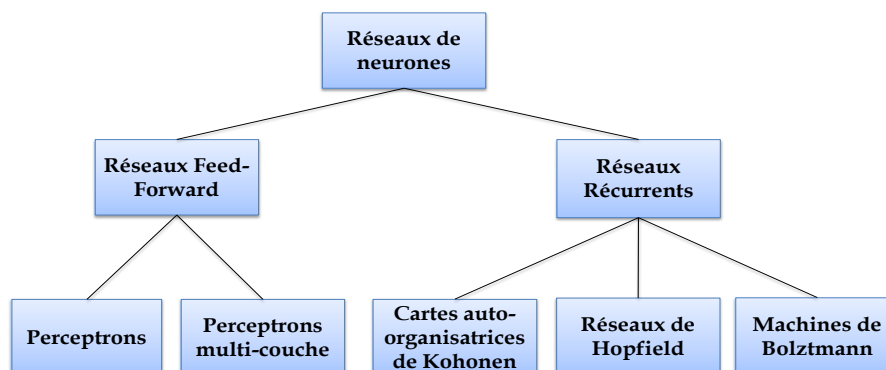 Réseaux de
neurones
Réseaux Feed-
Forward
Réseaux
Récurrents
Perceptrons
Perceptrons
multi-couche
Cartes auto-
organisatrices
de Kohonen
Réseaux de
Hopfield
Machines de
Bolztmann